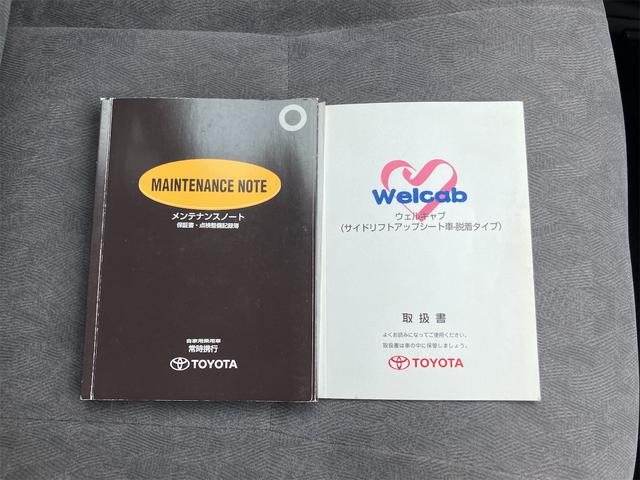 MAINTENANCE NOTE
メンテナンスノート
保証書・点検整備記録簿
自家用乗用車
常時携行
TOYOTA
Welcab
ウェルキャブ
(サイドリフトアップシート車-脱着タイプ)
取扱書
よくお読みになってご使用ください。
取扱書は車の中に保管しましょう。
TOYOTA